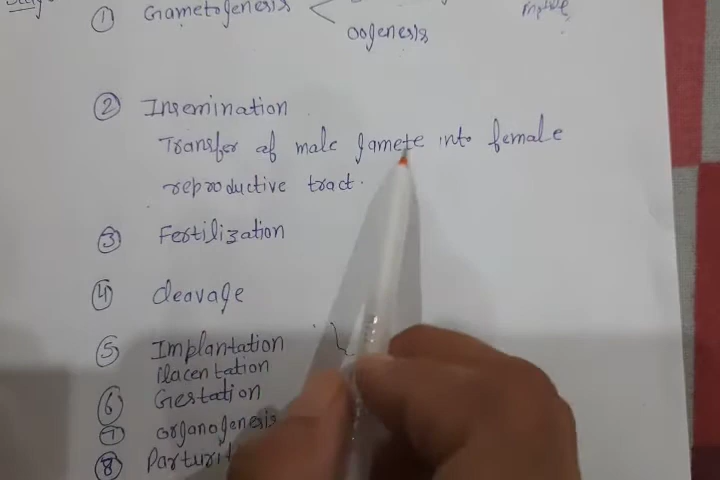 ① Gametogenesis <
oogenesis
② Insemination
Transfer of male gamete into female
reproductive tract.
③ Fertilization
④ cleavage
⑤ Implantation
placentation
⑥ Gestation
⑦ organogenesis
⑧ Parturit